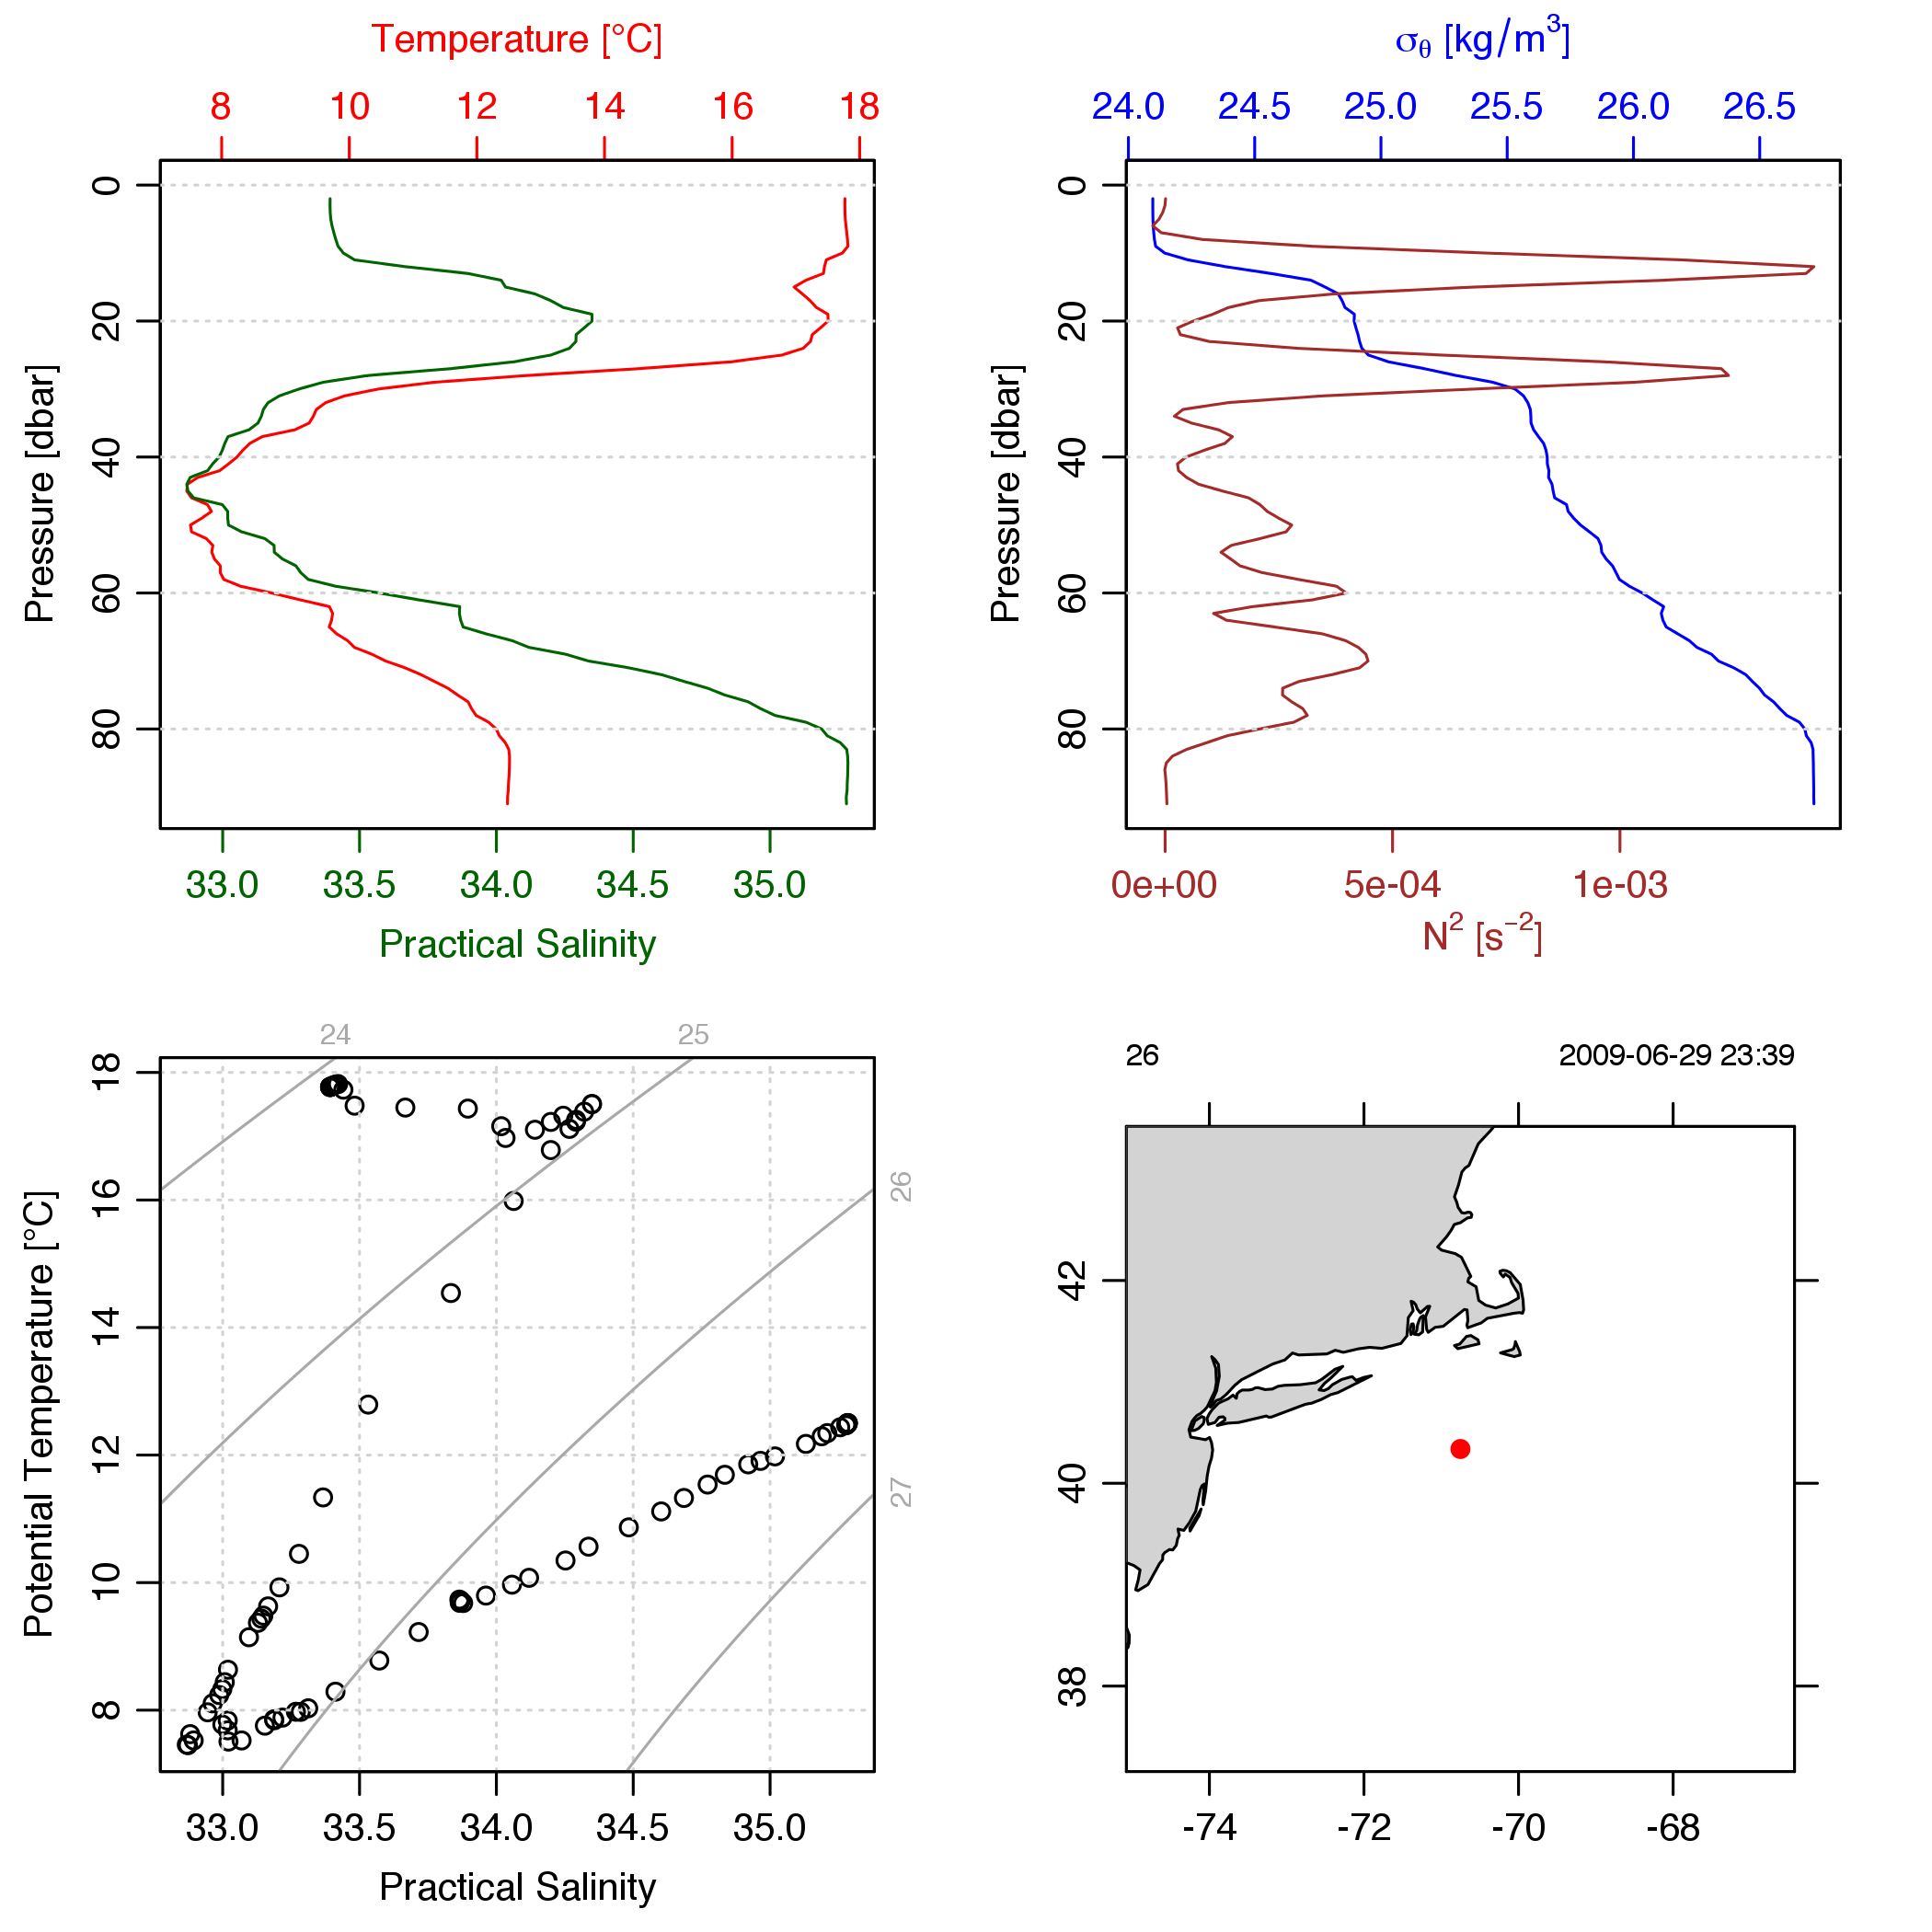 Temperature [°C]
8 10 12 14 16 18
0 20 40 60 80
Pressure [dbar]
33.0 33.5 34.0 34.5 35.0
Practical Salinity
σθ [kg/m³]
24.0 24.5 25.0 25.5 26.0 26.5
0 20 40 60 80
Pressure [dbar]
0e+00 5e-04 1e-03
N² [s⁻²]
24 25
26
27
18 16 14 12 10 8
Potential Temperature [°C]
33.0 33.5 34.0 34.5 35.0
Practical Salinity
26 2009-06-29 23:39
42 40 38
-74 -72 -70 -68